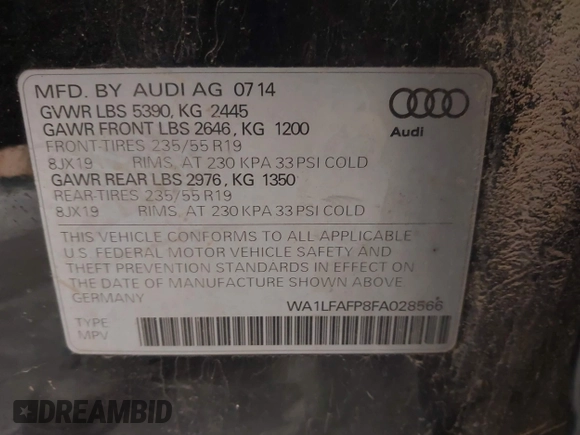 MFD. BY AUDI AG 07 14
GVWR LBS 5390, KG 2445
GAWR FRONT LBS 2646, KG 1200
FRONT-TIRES 235/55 R19
8JX19 RIMS, AT 230 KPA 33 PSI COLD
GAWR REAR LBS 2976, KG 1350
REAR-TIRES 235/55 R19
8JX19 RIMS, AT 230 KPA 33 PSI COLD
Audi
THIS VEHICLE CONFORMS TO ALL APPLICABLE
U.S. FEDERAL MOTOR VEHICLE SAFETY AND
THEFT PREVENTION STANDARDS IN EFFECT ON
THE DATE OF MANUFACTURE SHOWN ABOVE
GERMANY
WA1LFAFP8FA028566
TYPE
MPV
DREAMBID